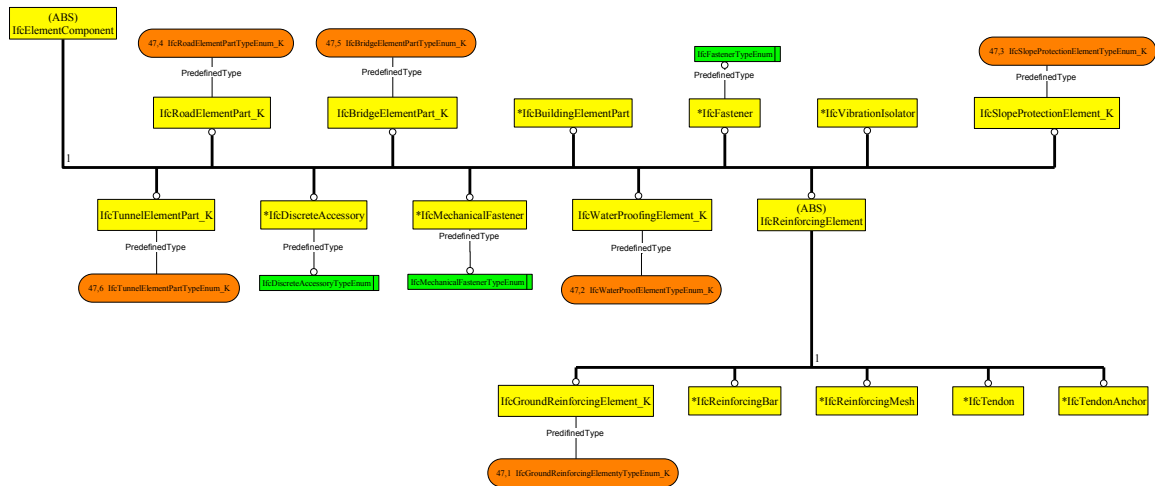 (ABS)
IfcElementComponent
47,4 IfcRoadElementPartTypeEnum_K
47,5 IfcBridgeElementPartTypeEnum_K
IfcFastenerTypeEnum
47,3 IfcSlopeProtectionElementTypeEnum_K
PredefinedType
PredefinedType
PredefinedType
PredefinedType
IfcRoadElementPart_K
IfcBridgeElementPart_K
*IfcBuildingElementPart
*IfcFastener
*IfcVibrationIsolator
IfcSlopeProtectionElement_K
1
IfcTunnelElementPart_K
*IfcDiscreteAccessory
*IfcMechanicalFastener
IfcWaterProofingElement_K
(ABS)
IfcReinforcingElement
PredefinedType
PredefinedType
PredefinedType
PredefinedType
47,6 IfcTunnelElementPartTypeEnum_K
IfcDiscreteAccessoryTypeEnum
IfcMechanicalFastenerTypeEnum
47,2 IfcWaterProofElementTypeEnum_K
1
IfcGroundReinforcingElement_K
*IfcReinforcingBar
*IfcReinforcingMesh
*IfcTendon
*IfcTendonAnchor
PredifinedType
47,1 IfcGroundReinforcingElementyTypeEnum_K